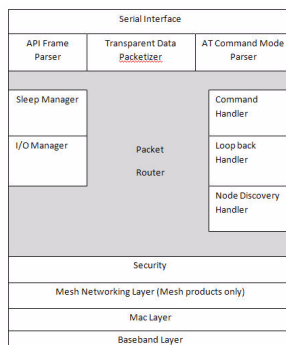 Serial Interface
API Frame
Parser
Transparent Data
Packetizer
AT Command Mode
Parser
Sleep Manager
I/O Manager
Packet
Router
Command
Handler
Loop back
Handler
Node Discovery
Handler
Security
Mesh Networking Layer (Mesh products only)
Mac Layer
Baseband Layer